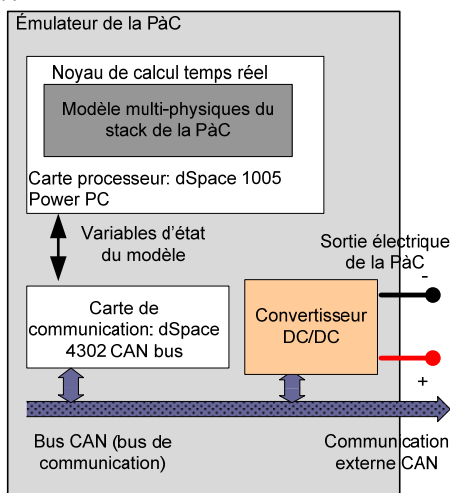 Émulateur de la PàC
Noyau de calcul temps réel
Modèle multi-physiques du
stack de la PàC
Carte processeur: dSpace 1005
Power PC
Variables d'état
du modèle
Sortie électrique
de la PàC
-
Carte de
communication: dSpace
4302 CAN bus
Convertisseur
DC/DC
+
Bus CAN (bus de
communication)
Communication
externe CAN